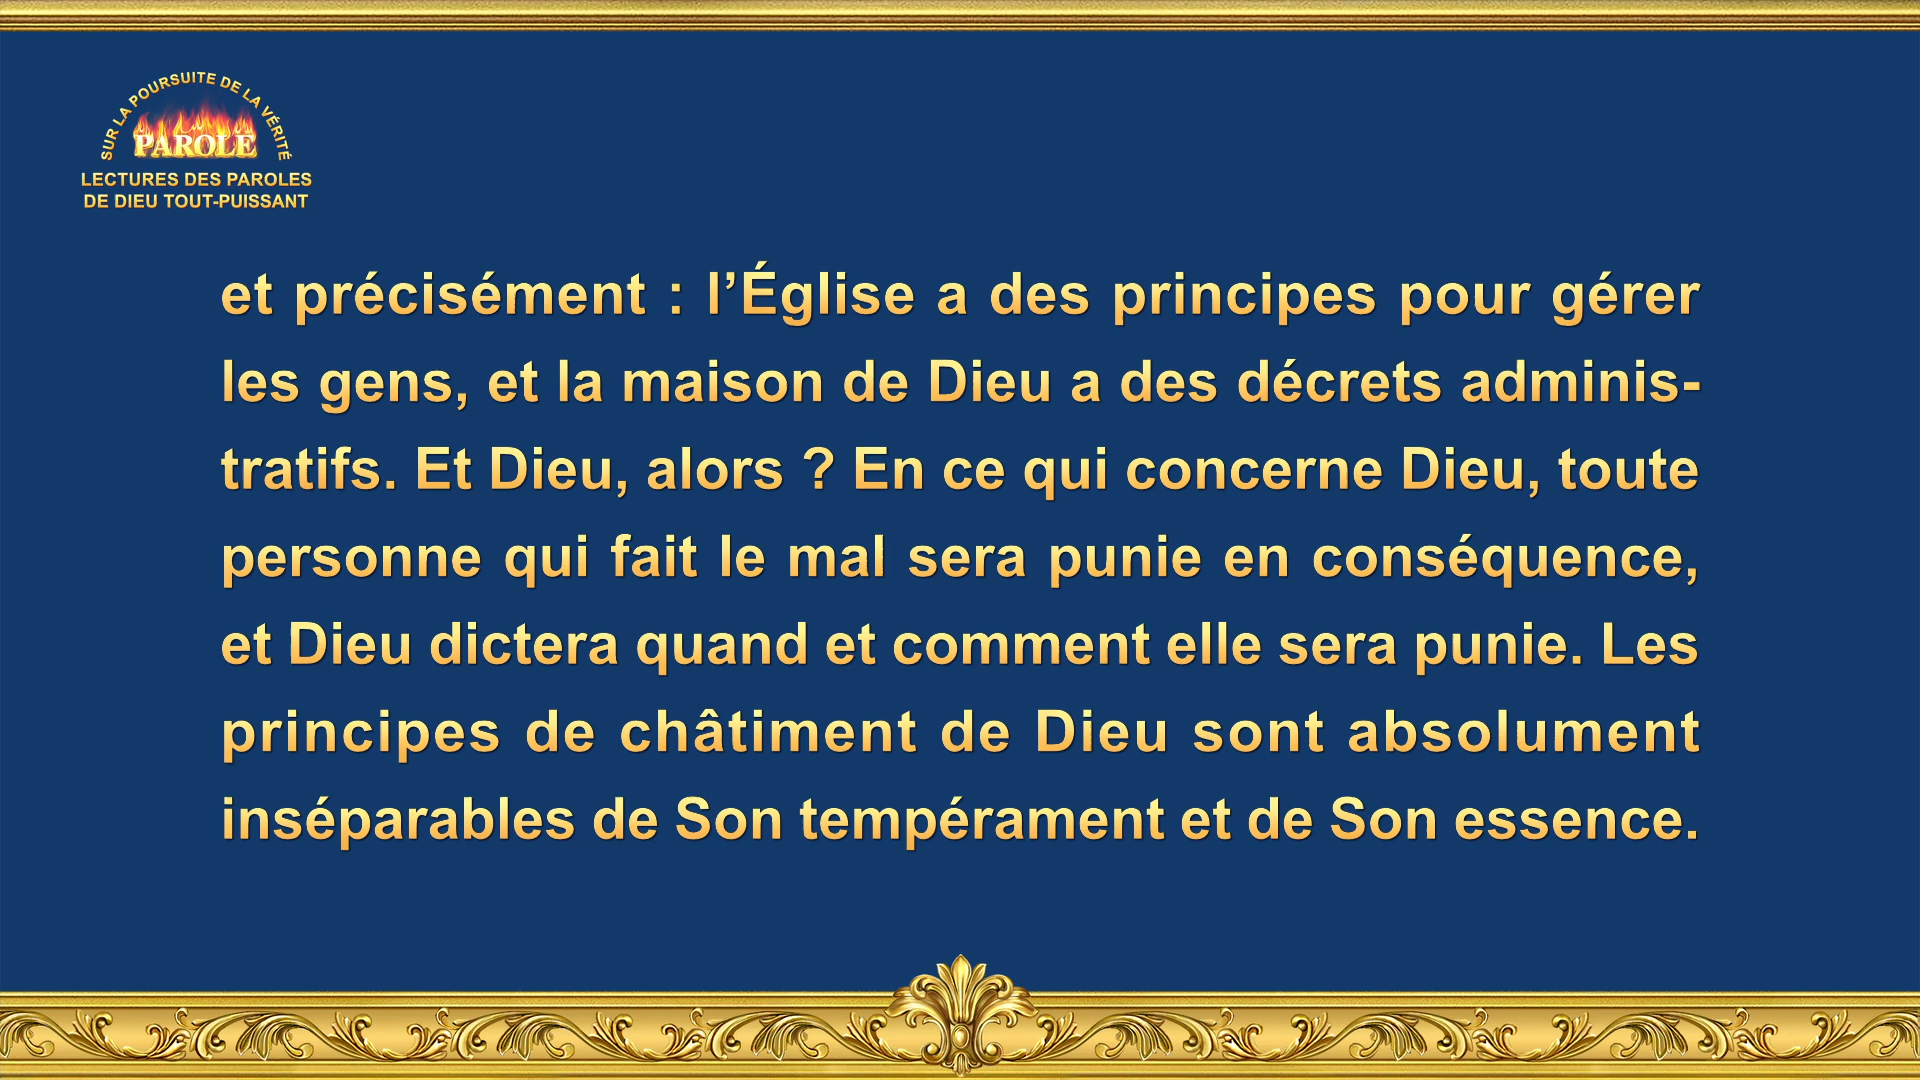 SUR LA POURSUITE DE LA VÉRITÉ
PAROLE
LECTURES DES PAROLES
DE DIEU TOUT-PUISSANT
et précisément : l’Église a des principes pour gérer
les gens, et la maison de Dieu a des décrets adminis-
tratifs. Et Dieu, alors ? En ce qui concerne Dieu, toute
personne qui fait le mal sera punie en conséquence,
et Dieu dictera quand et comment elle sera punie. Les
principes de châtiment de Dieu sont absolument
inséparables de Son tempérament et de Son essence.